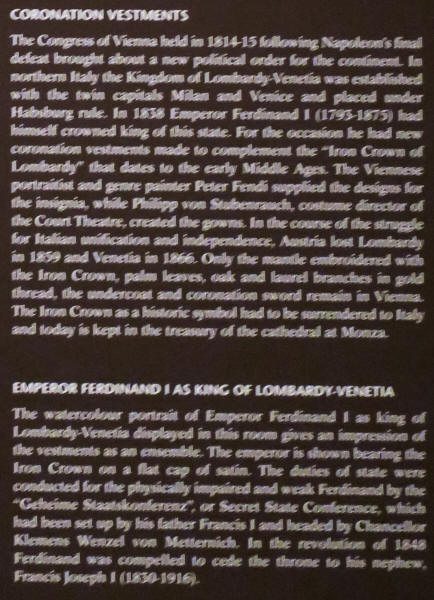 CORONATION VESTMENTS
The Congress of Vienna held in 1814-15 following Napoleon's final
defeat brought about a new political order for the continent. In
northern Italy the Kingdom of Lombardy-Venetia was established
with the twin capitals Milan and Venice and placed under
Habsburg rule. In 1838 Emperor Ferdinand I (1793-1875) had
himself crowned king of this state. For the occasion he had new
coronation vestments made to complement the "Iron Crown of
Lombardy" that dates to the early Middle Ages. The Viennese
portraitist and genre painter Peter Fendi supplied the designs for
the insignia, while Philipp von Stubenrauch, costume director of
the Court Theatre, created the gowns. In the course of the struggle
for Italian unification and independence, Austria lost Lombardy
in 1859 and Venetia in 1866. Only the mantle embroidered with
the Iron Crown, palm leaves, oak and laurel branches in gold
thread, the undercoat and coronation sword remain in Vienna.
The Iron Crown as a historic symbol had to be surrendered to Italy
and today is kept in the treasury of the cathedral at Monza.
EMPEROR FERDINAND I AS KING OF LOMBARDY-VENETIA
The watercolour portrait of Emperor Ferdinand I as king of
Lombardy-Venetia displayed in this room gives an impression of
the vestments as an ensemble. The emperor is shown bearing the
Iron Crown on a flat cap of satin. The duties of state were
conducted for the physically impaired and weak Ferdinand by the
"Geheime Staatskonferenz", or Secret State Conference, which
had been set up by his father Francis I and headed by Chancellor
Klemens Wenzel von Metternich. In the revolution of 1848
Ferdinand was compelled to cede the throne to his nephew,
Francis Joseph I (1830-1916).